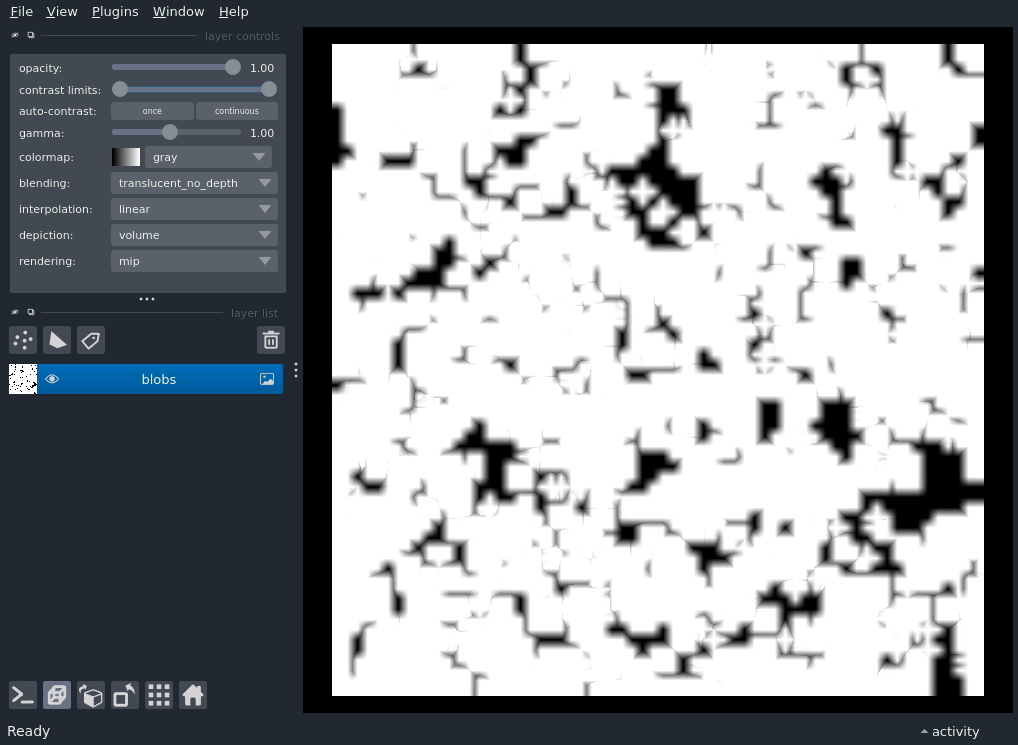 File View Plugins Window Help
layer controls
opacity: 1.00
contrast limits:
auto-contrast: once continuous
gamma: 1.00
colormap: gray
blending: translucent_no_depth
interpolation: linear
depiction: volume
rendering: mip
layer list
blobs
Ready activity